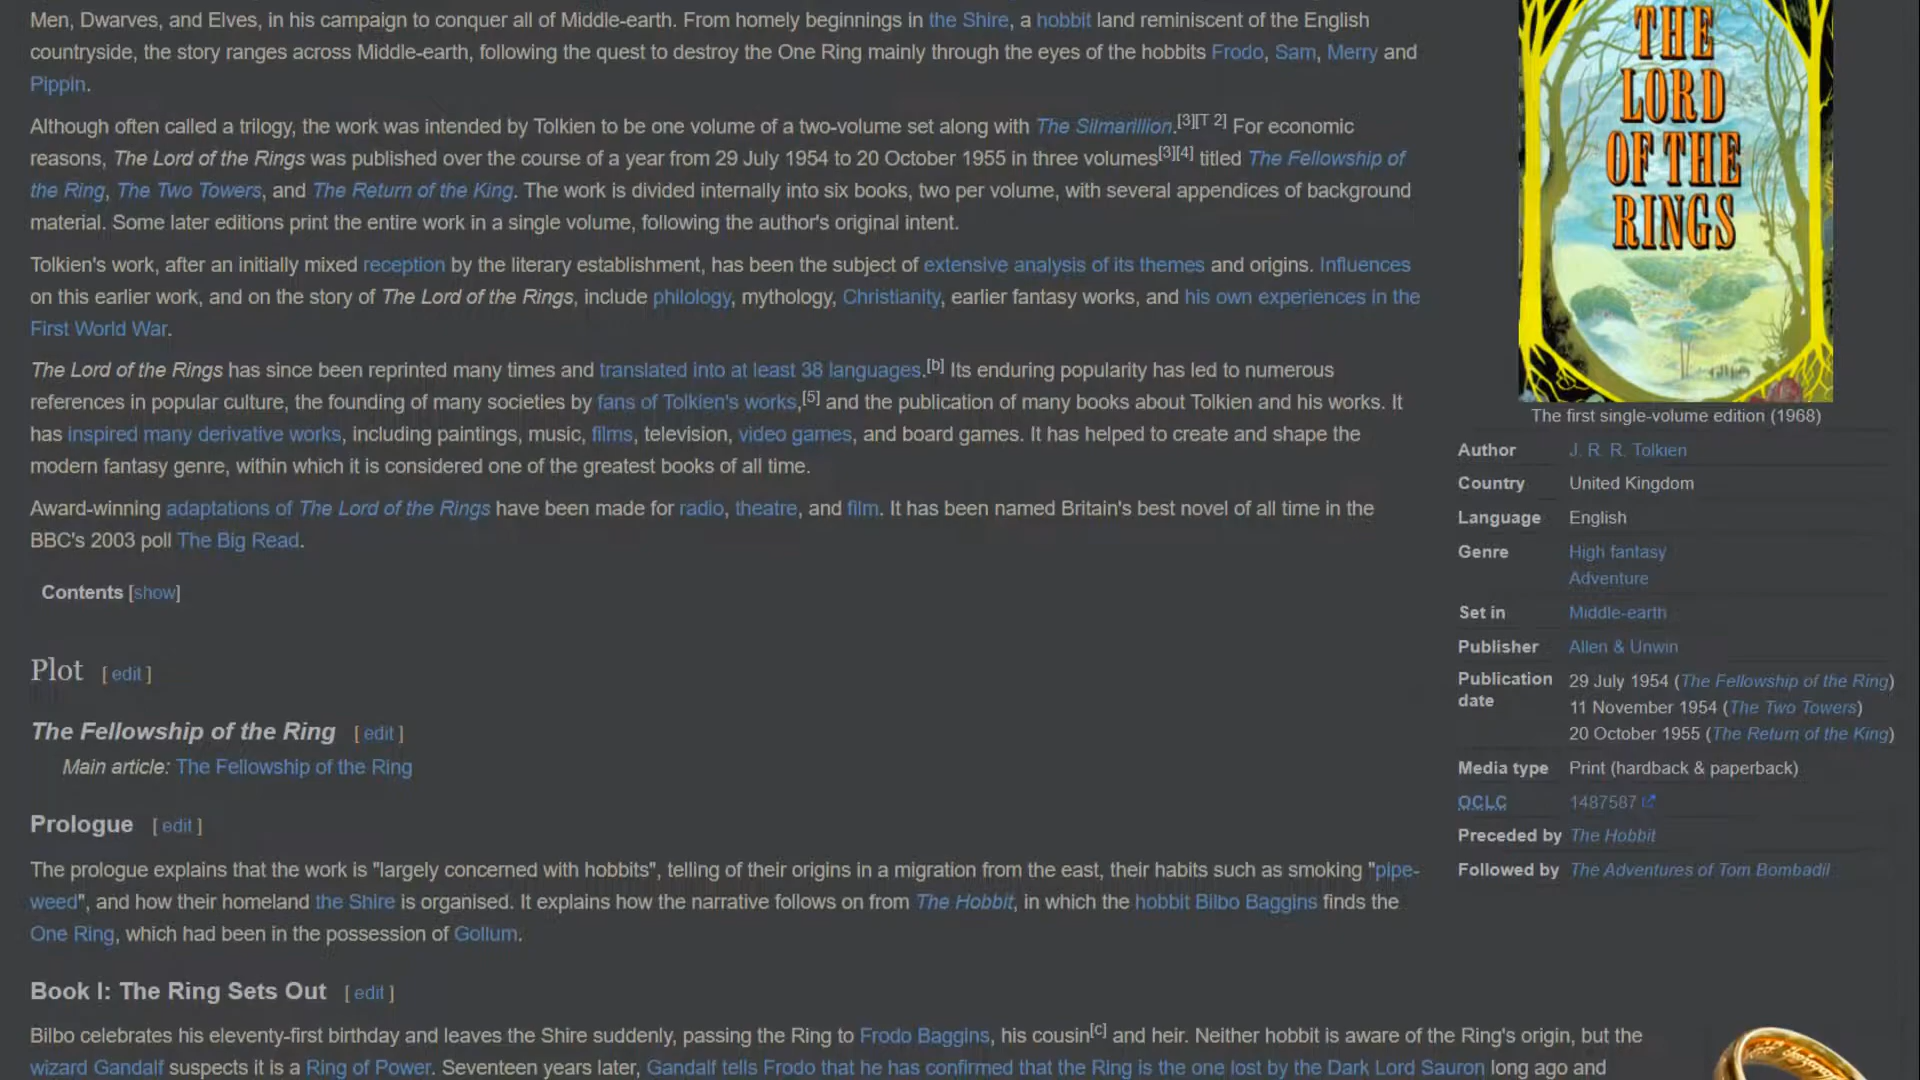 Men, Dwarves, and Elves, in his campaign to conquer all of Middle-earth. From homely beginnings in the Shire, a hobbit land reminiscent of the English
countryside, the story ranges across Middle-earth, following the quest to destroy the One Ring mainly through the eyes of the hobbits Frodo, Sam, Merry and
Pippin.
Although often called a trilogy, the work was intended by Tolkien to be one volume of a two-volume set along with The Silmarillion.[3][T 2] For economic
reasons, The Lord of the Rings was published over the course of a year from 29 July 1954 to 20 October 1955 in three volumes[3][4] titled The Fellowship of
the Ring, The Two Towers, and The Return of the King. The work is divided internally into six books, two per volume, with several appendices of background
material. Some later editions print the entire work in a single volume, following the author's original intent.
Tolkien's work, after an initially mixed reception by the literary establishment, has been the subject of extensive analysis of its themes and origins. Influences
on this earlier work, and on the story of The Lord of the Rings, include philology, mythology, Christianity, earlier fantasy works, and his own experiences in the
First World War.
The Lord of the Rings has since been reprinted many times and translated into at least 38 languages.[b] Its enduring popularity has led to numerous
references in popular culture, the founding of many societies by fans of Tolkien's works,[5] and the publication of many books about Tolkien and his works. It
has inspired many derivative works, including paintings, music, films, television, video games, and board games. It has helped to create and shape the
modern fantasy genre, within which it is considered one of the greatest books of all time.
Award-winning adaptations of The Lord of the Rings have been made for radio, theatre, and film. It has been named Britain's best novel of all time in the
BBC's 2003 poll The Big Read.
Contents [show]
Plot [ edit ]
The Fellowship of the Ring [ edit ]
Main article: The Fellowship of the Ring
Prologue [ edit ]
The prologue explains that the work is "largely concerned with hobbits", telling of their origins in a migration from the east, their habits such as smoking "pipe-
weed", and how their homeland the Shire is organised. It explains how the narrative follows on from The Hobbit, in which the hobbit Bilbo Baggins finds the
One Ring, which had been in the possession of Gollum.
Book I: The Ring Sets Out [ edit ]
Bilbo celebrates his eleventy-first birthday and leaves the Shire suddenly, passing the Ring to Frodo Baggins, his cousin[c] and heir. Neither hobbit is aware of the Ring's origin, but the
wizard Gandalf suspects it is a Ring of Power. Seventeen years later, Gandalf tells Frodo that he has confirmed that the Ring is the one lost by the Dark Lord Sauron long ago and
THE
LORD
OF THE
RINGS
The first single-volume edition (1968)
Author J. R. R. Tolkien
Country United Kingdom
Language English
Genre High fantasy
Adventure
Set in Middle-earth
Publisher Allen & Unwin
Publication 29 July 1954 (The Fellowship of the Ring)
date 11 November 1954 (The Two Towers)
20 October 1955 (The Return of the King)
Media type Print (hardback & paperback)
OCLC 1487587
Preceded by The Hobbit
Followed by The Adventures of Tom Bombadil